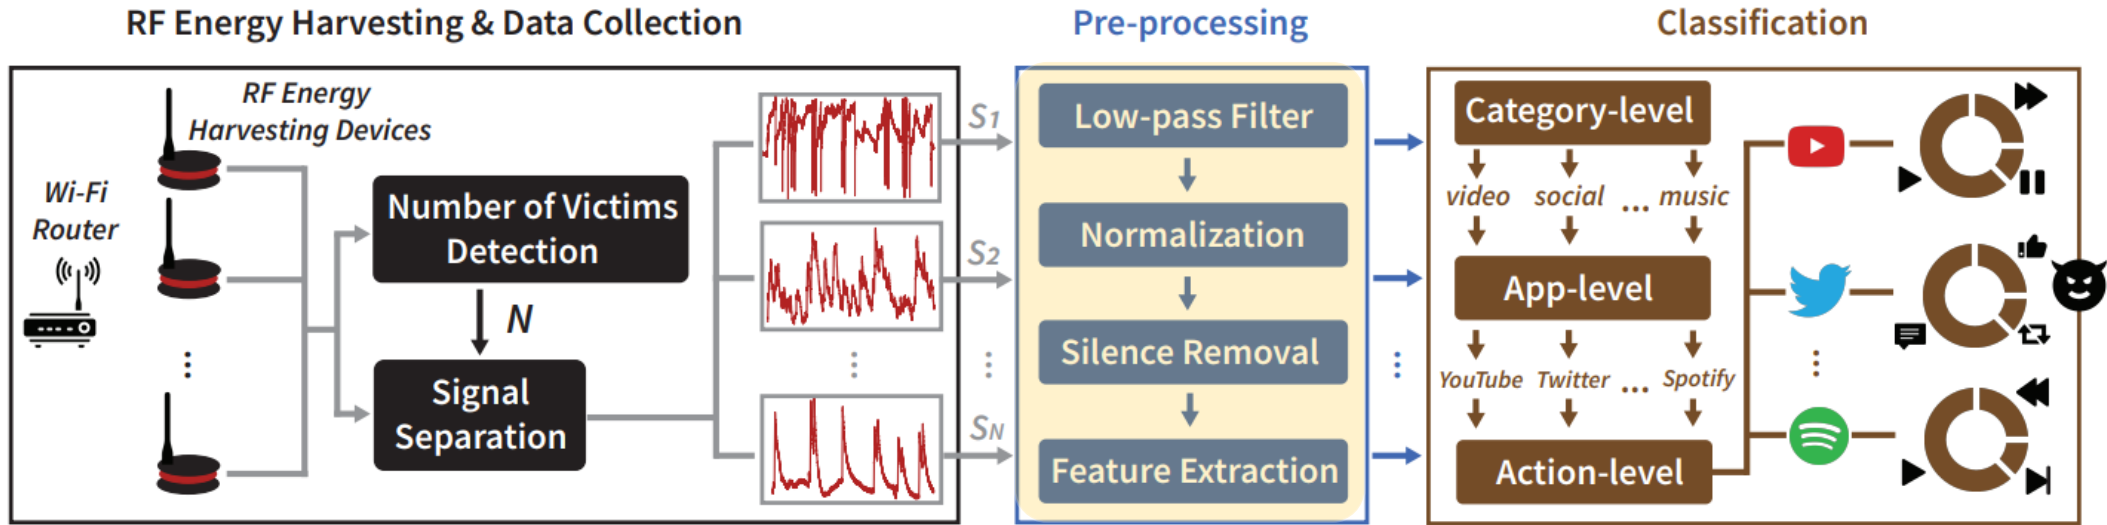 RF Energy Harvesting & Data Collection
Pre-processing
Classification
RF Energy
Harvesting Devices
Wi-Fi
Router
Number of Victims
Detection
N
Signal
Separation
S1
S2
SN
Low-pass Filter
Normalization
Silence Removal
Feature Extraction
Category-level
video social ... music
App-level
YouTube Twitter ... Spotify
Action-level